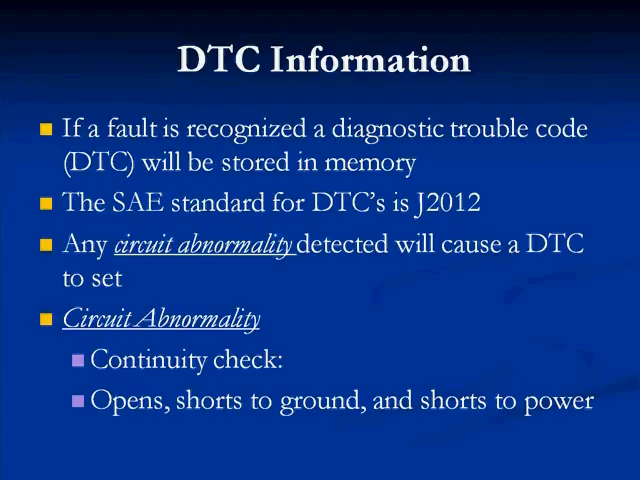 DTC Information
If a fault is recognized a diagnostic trouble code
(DTC) will be stored in memory
The SAE standard for DTC's is J2012
Any circuit abnormality detected will cause a DTC
to set
Circuit Abnormality
Continuity check:
Opens, shorts to ground, and shorts to power